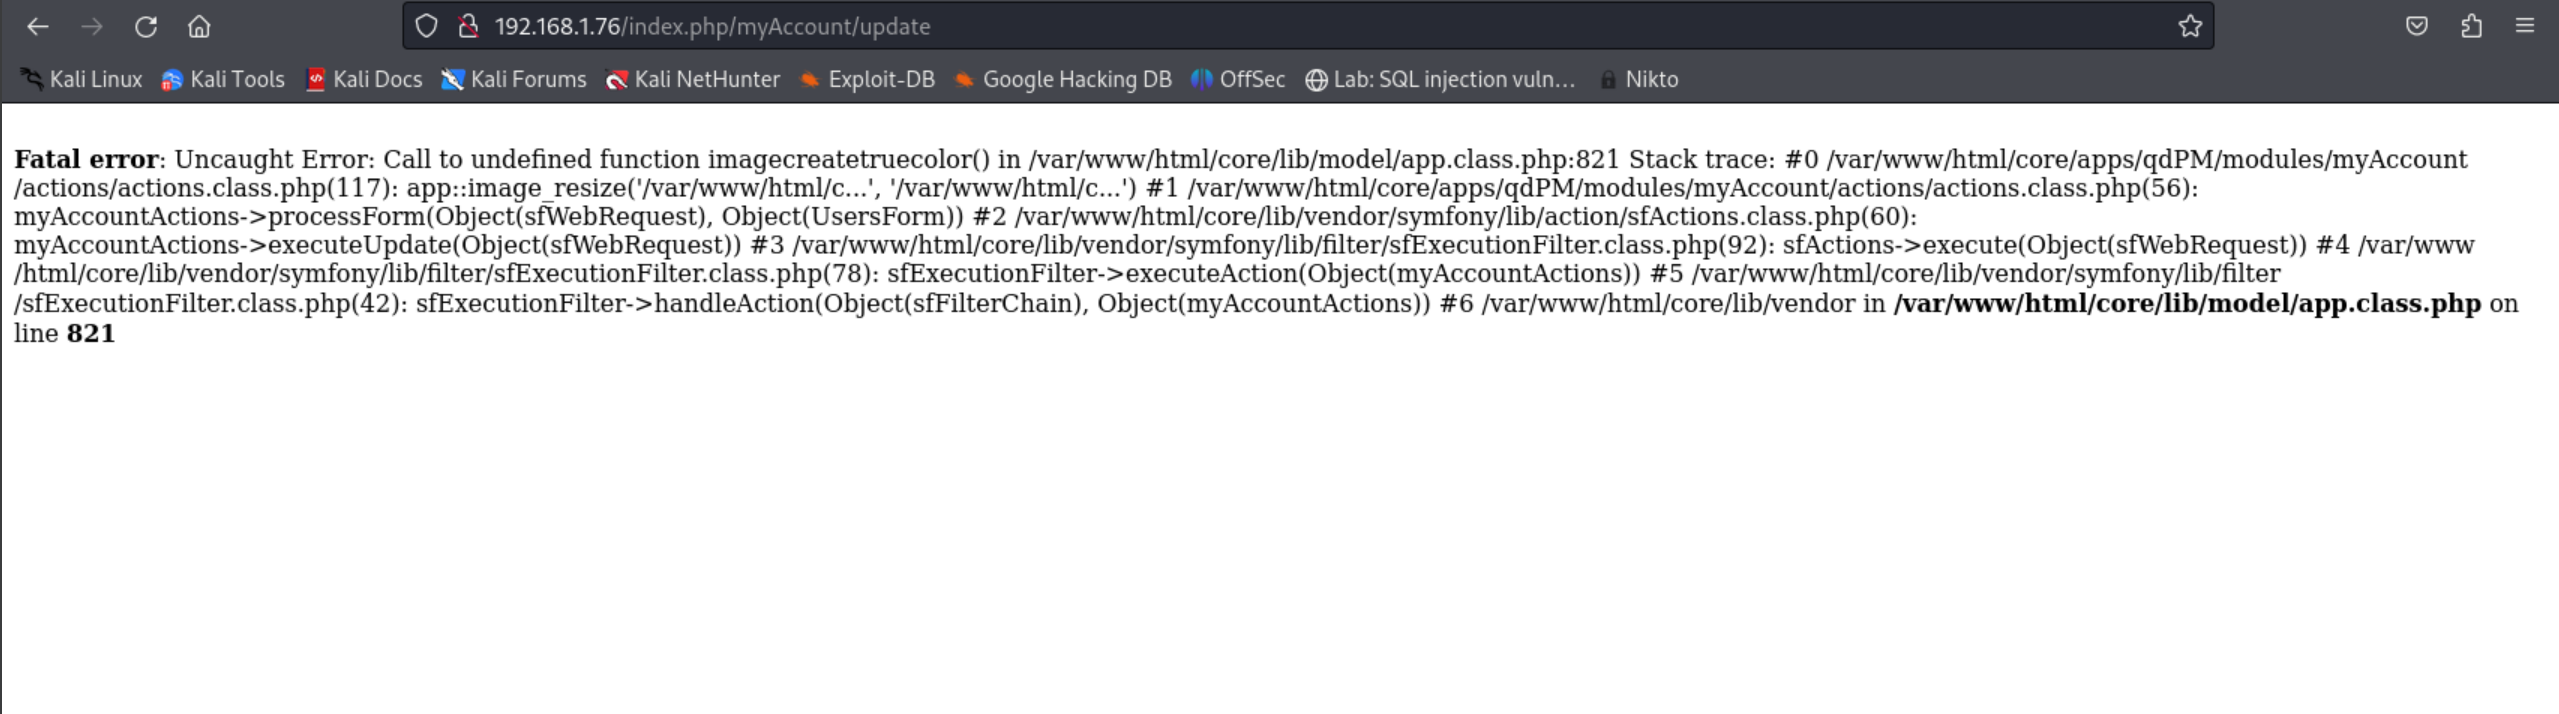 192.168.1.76/index.php/myAccount/update
Kali Linux Kali Tools Kali Docs Kali Forums Kali NetHunter Exploit-DB Google Hacking DB OffSec Lab: SQL injection vuln... Nikto
Fatal error: Uncaught Error: Call to undefined function imagecreatetruecolor() in /var/www/html/core/lib/model/app.class.php:821 Stack trace: #0 /var/www/html/core/apps/qdPM/modules/myAccount
/actions/actions.class.php(117): app::image_resize('/var/www/html/c...', '/var/www/html/c...') #1 /var/www/html/core/apps/qdPM/modules/myAccount/actions/actions.class.php(56):
myAccountActions->processForm(Object(sfWebRequest), Object(UsersForm)) #2 /var/www/html/core/lib/vendor/symfony/lib/action/sfActions.class.php(60):
myAccountActions->executeUpdate(Object(sfWebRequest)) #3 /var/www/html/core/lib/vendor/symfony/lib/filter/sfExecutionFilter.class.php(92): sfActions->execute(Object(sfWebRequest)) #4 /var/www
/html/core/lib/vendor/symfony/lib/filter/sfExecutionFilter.class.php(78): sfExecutionFilter->executeAction(Object(myAccountActions)) #5 /var/www/html/core/lib/vendor/symfony/lib/filter
/sfExecutionFilter.class.php(42): sfExecutionFilter->handleAction(Object(sfFilterChain), Object(myAccountActions)) #6 /var/www/html/core/lib/vendor in /var/www/html/core/lib/model/app.class.php on
line 821